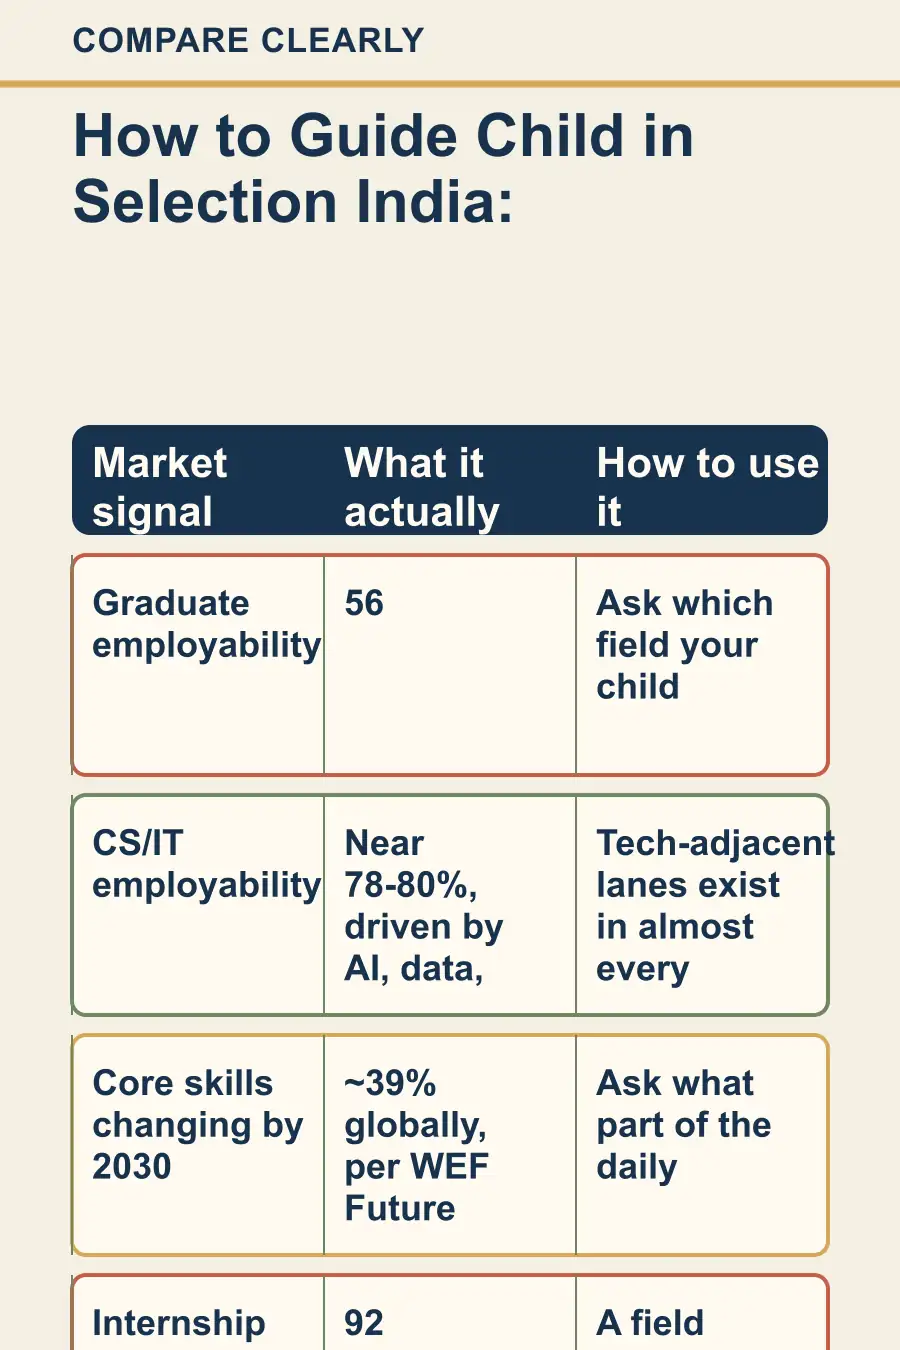 COMPARE CLEARLY
How to Guide Child in
Selection India:
Market
signal
What it
actually
How to use
it
Graduate
employability
56
Ask which
field your
child
CS/IT
employability
Near
78-80%,
driven by
AI, data,
Tech-adjacent
lanes exist
in almost
every
Core skills
changing by
2030
~39%
globally,
per WEF
Future
Ask what
part of the
daily
Internship
92
A field